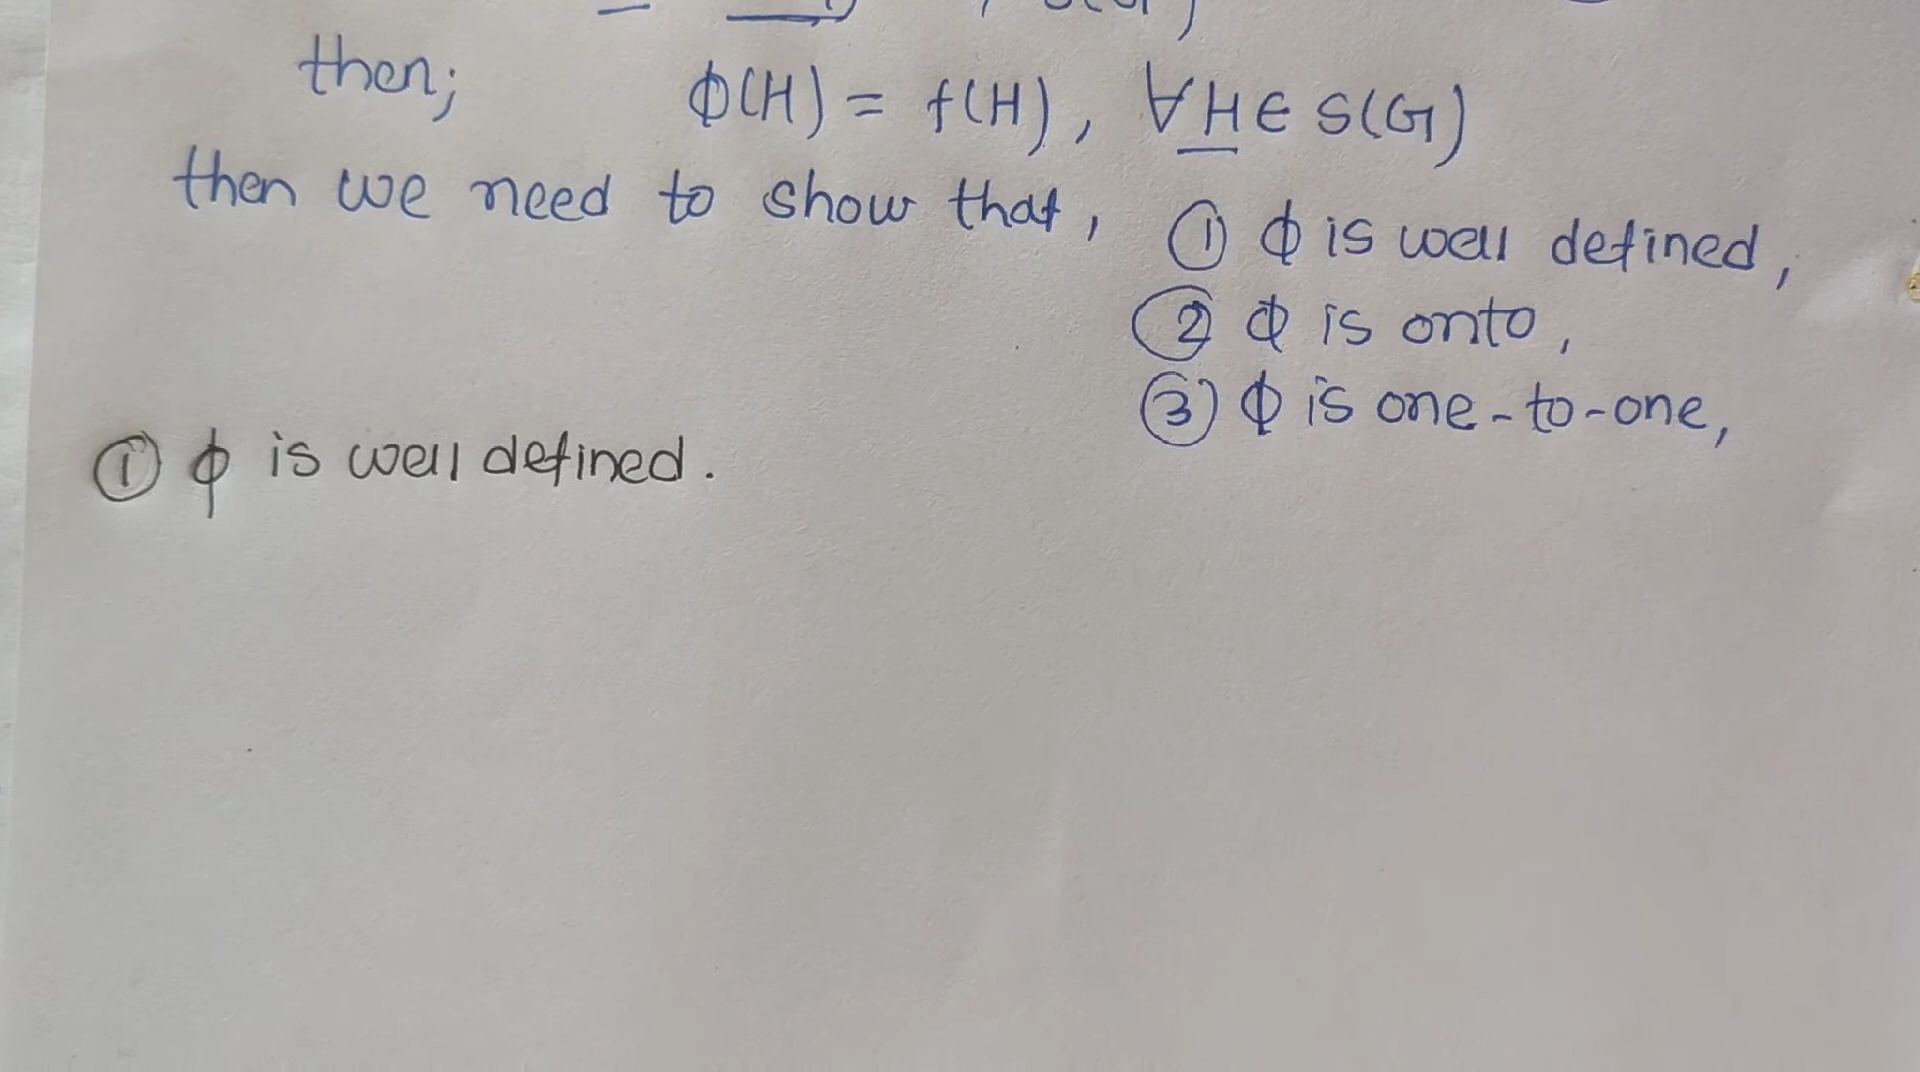 then; ϕ(H) = f(H), ∀ H ∈ S(G)
then we need to show that, ① ϕ is well defined,
② ϕ is onto,
③ ϕ is one-to-one,
① ϕ is well defined.